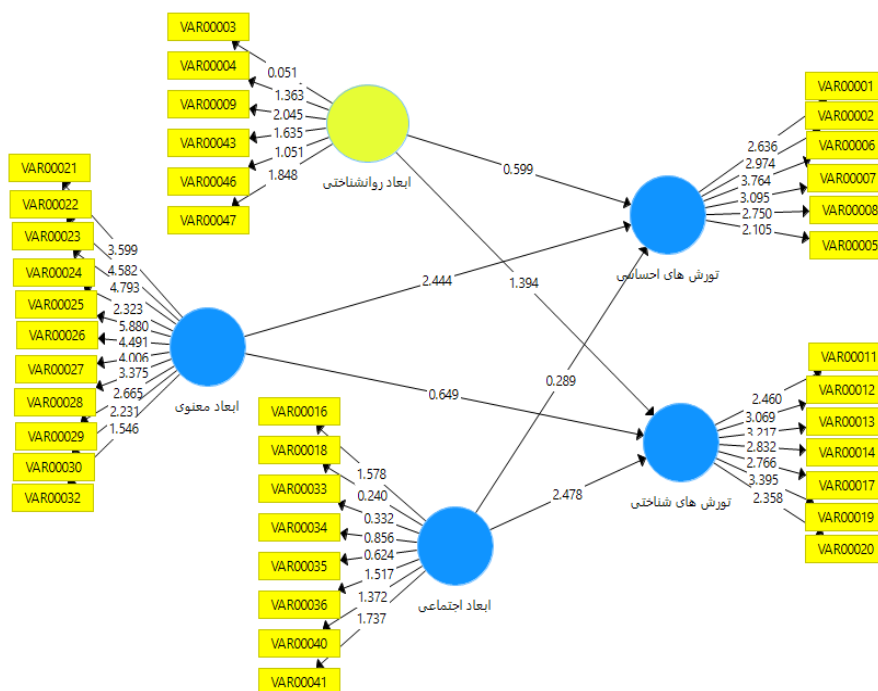 VAR00003
VAR00004
VAR00009
VAR00043
VAR00046
VAR00047
0.051
1.363
2.045
1.635
1.051
1.848
ابعاد روانشناختی
VAR00021
VAR00022
VAR00023
VAR00024
VAR00025
VAR00026
VAR00027
VAR00028
VAR00029
VAR00030
VAR00032
3.599
4.582
4.793
2.323
5.880
4.491
4.006
3.375
2.665
2.231
1.546
ابعاد معنوی
VAR00016
VAR00018
VAR00033
VAR00034
VAR00035
VAR00036
VAR00040
VAR00041
1.578
0.240
0.332
0.856
0.624
1.517
1.372
1.737
ابعاد اجتماعی
0.599
1.394
2.444
0.649
0.289
2.478
VAR00001
VAR00002
VAR00006
VAR00007
VAR00008
VAR00005
2.636
2.974
3.764
3.095
2.750
2.105
تورش های احساسی
VAR00011
VAR00012
VAR00013
VAR00014
VAR00017
VAR00019
VAR00020
2.460
3.069
3.217
2.832
2.766
3.395
2.358
تورش های شناختی